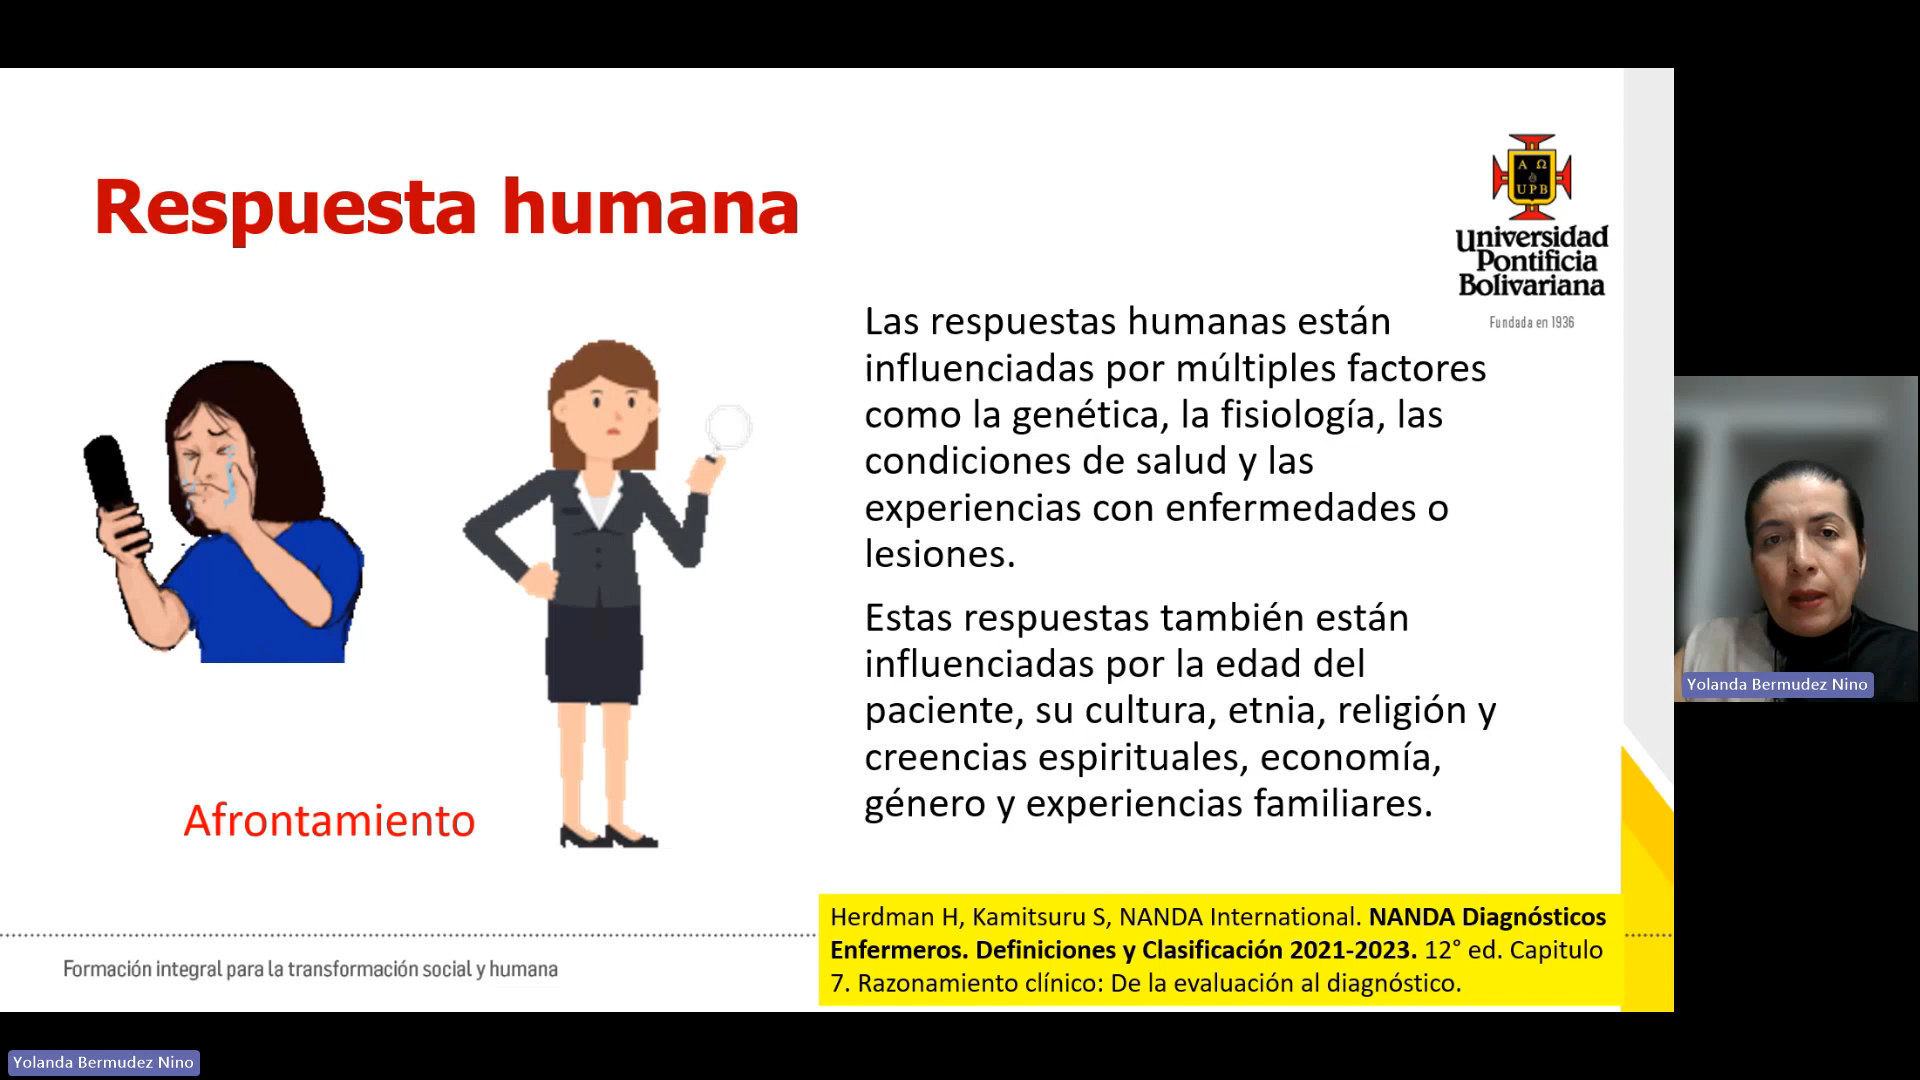 Respuesta humana
Α Ω
UPB
Universidad
Pontificia
Bolivariana
Fundada en 1936
Las respuestas humanas están
influenciadas por múltiples factores
como la genética, la fisiología, las
condiciones de salud y las
experiencias con enfermedades o
lesiones.
Estas respuestas también están
influenciadas por la edad del
paciente, su cultura, etnia, religión y
creencias espirituales, economía,
género y experiencias familiares.
Afrontamiento
Herdman H, Kamitsuru S, NANDA International. NANDA Diagnósticos
Enfermeros. Definiciones y Clasificación 2021-2023. 12° ed. Capitulo
7. Razonamiento clínico: De la evaluación al diagnóstico.
Formación integral para la transformación social y humana
Yolanda Bermudez Nino
Yolanda Bermudez Nino